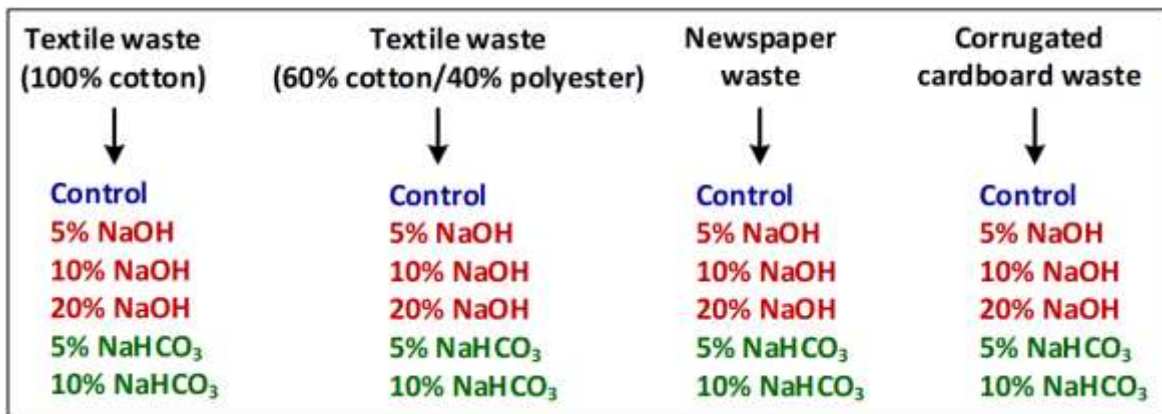 Textile waste
(100% cotton)
Control
5% NaOH
10% NaOH
20% NaOH
5% NaHCO₃
10% NaHCO₃
Textile waste
(60% cotton/40% polyester)
Control
5% NaOH
10% NaOH
20% NaOH
5% NaHCO₃
10% NaHCO₃
Newspaper
waste
Control
5% NaOH
10% NaOH
20% NaOH
5% NaHCO₃
10% NaHCO₃
Corrugated
cardboard waste
Control
5% NaOH
10% NaOH
20% NaOH
5% NaHCO₃
10% NaHCO₃